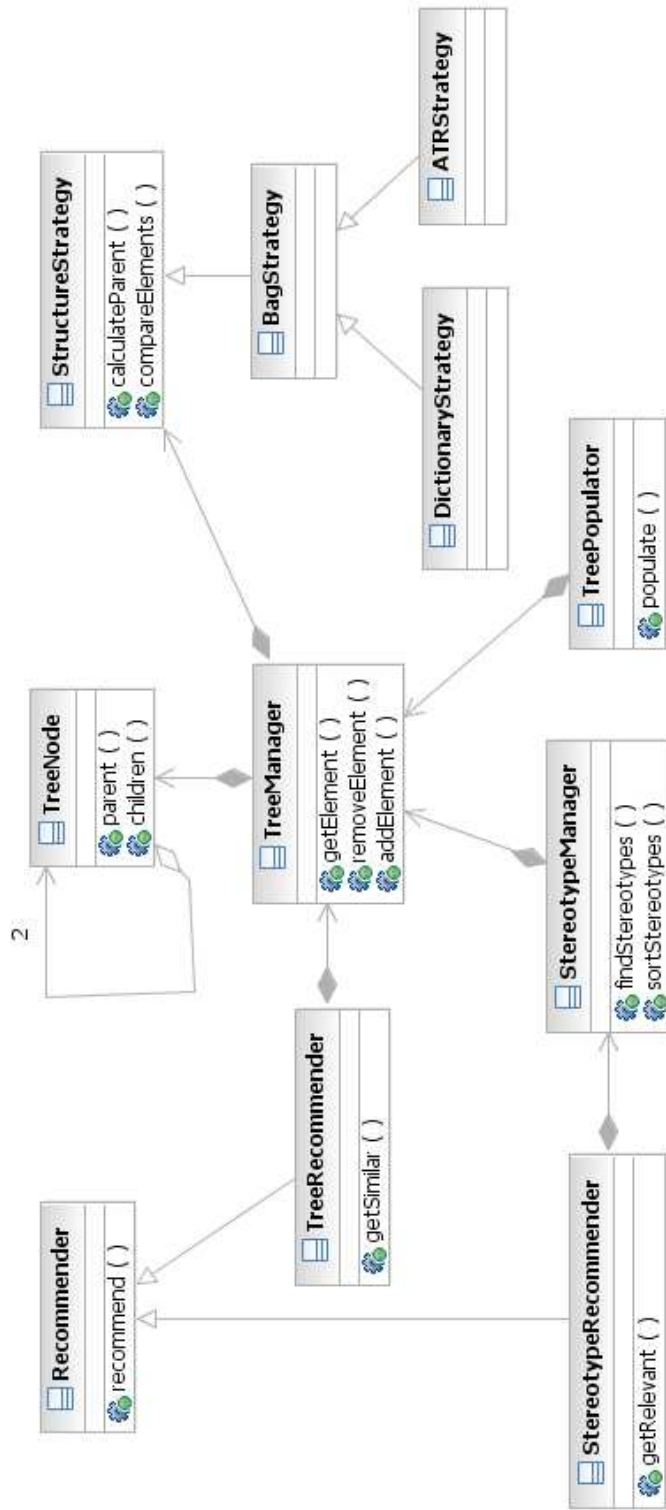 Recommender
recommend ( )
TreeNode
parent ( )
children ( )
2
StructureStrategy
calculateParent ( )
compareElements ( )
TreeRecommender
getSimilar ( )
TreeManager
getElement ( )
removeElement ( )
addElement ( )
BagStrategy
DictionaryStrategy
ATRStrategy
StereotypeRecommender
getRelevant ( )
StereotypeManager
findStereotypes ( )
sortStereotypes ( )
TreePopulator
populate ( )